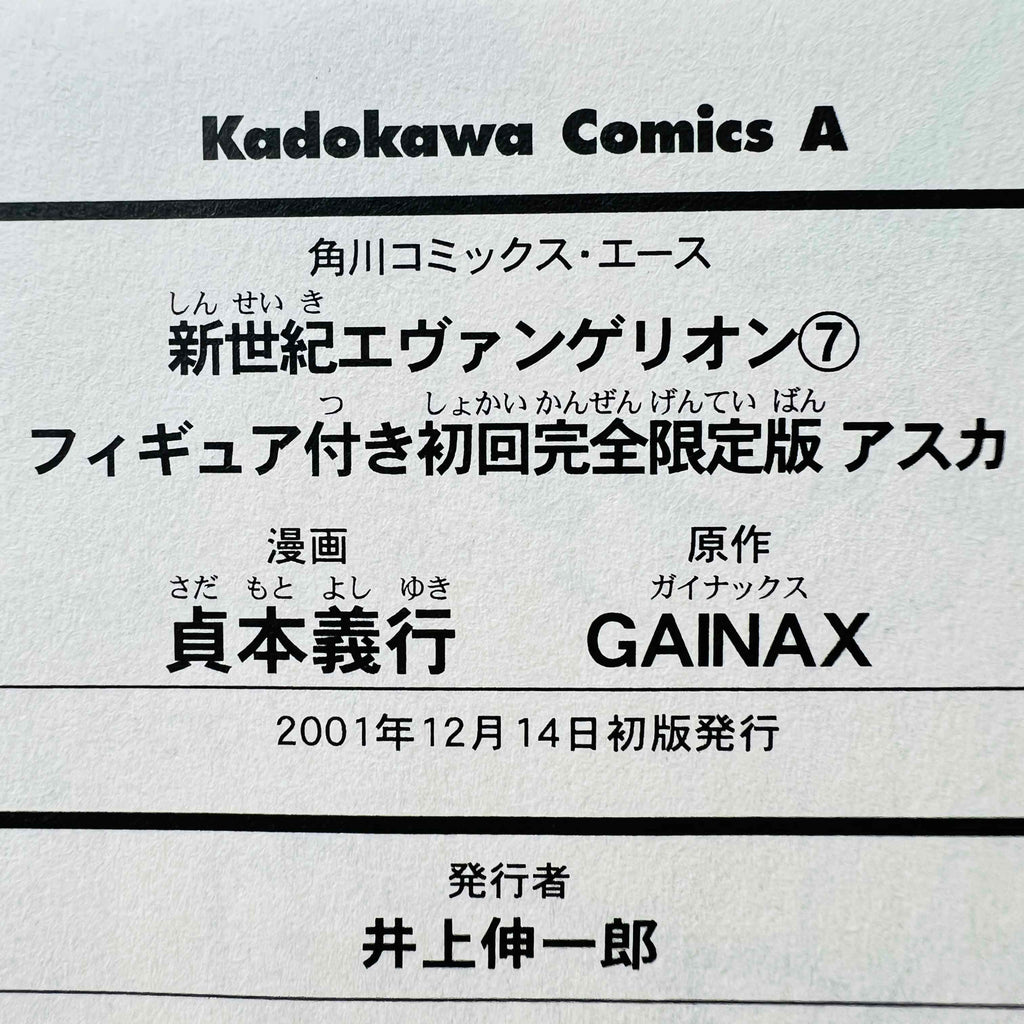 Kadokawa Comics A
角川コミックス・エース
しん せい き
新世紀エヴァンゲリオン⑦
つ しょかい かんぜん げんてい ばん
フィギュア付き初回完全限定版 アスカ
漫画 原作
さだ もと よし ゆき ガイナックス
貞本義行 GAINAX
2001年12月14日初版発行
発行者
井上伸一郎